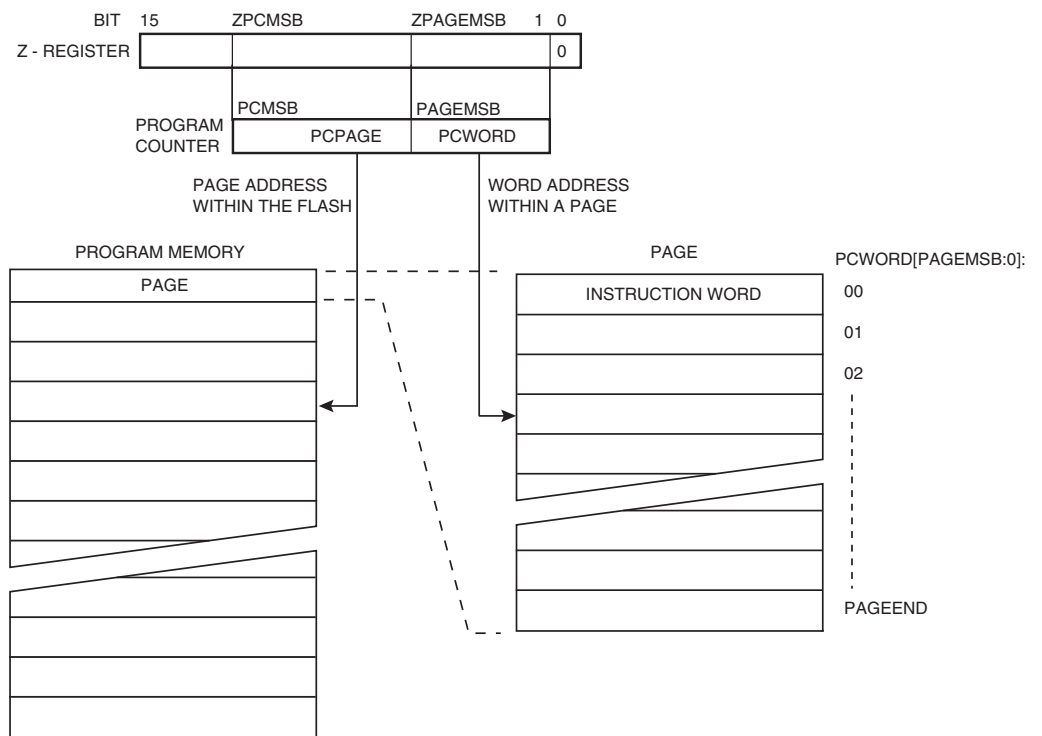 BIT 15 ZPCMSB ZPAGEMSB 1 0
Z - REGISTER 0
PCMSB PAGEMSB
PROGRAM
COUNTER
PCPAGE PCWORD
PAGE ADDRESS
WITHIN THE FLASH
WORD ADDRESS
WITHIN A PAGE
PROGRAM MEMORY
PAGE
PAGE
PCWORD[PAGEMSB:0]:
INSTRUCTION WORD
00
01
02
PAGEEND